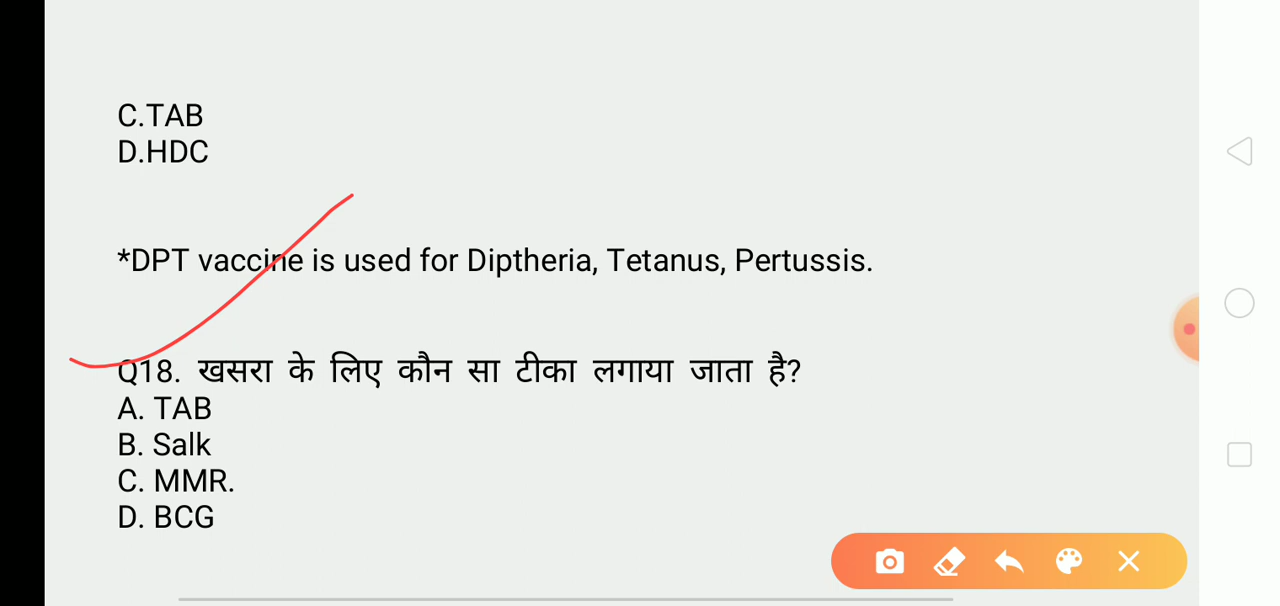 C.TAB
D.HDC
*DPT vaccine is used for Diptheria, Tetanus, Pertussis.
Q18. खसरा के लिए कौन सा टीका लगाया जाता है?
A. TAB
B. Salk
C. MMR.
D. BCG